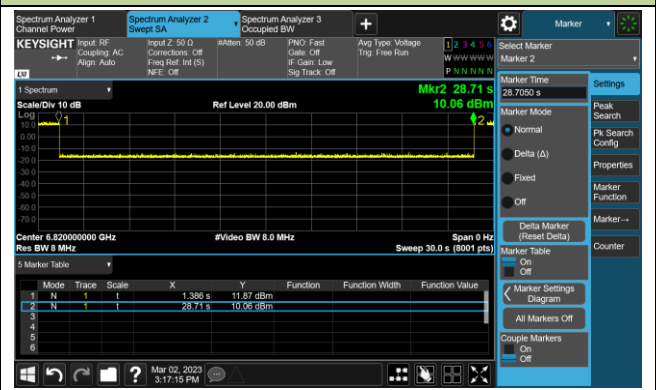 Spectrum Analyzer 1
Channel Power
Spectrum Analyzer 2
Swept SA
Spectrum Analyzer 3
Occupied BW
Marker
KEYSIGHT
Input: RF
Coupling: AC
Align: Auto
Input Z: 50 Ω
Corrections: Off
Freq Ref: Int (S)
NFE: Off
#Atten: 50 dB
PNO: Fast
Gate: Off
IF Gain: Low
Sig Track: Off
Avg Type: Voltage
Trig: Free Run
1 2 3 4 5 6
W W W W W W
P N N N N N
LXI
Select Marker
Marker 2
1 Spectrum
Scale/Div 10 dB
Log
Ref Level 20.00 dBm
Mkr2 28.71 s
10.06 dBm
10.0
0.00
-10.0
-20.0
-30.0
-40.0
-50.0
-60.0
-70.0
1
2
Center 6.820000000 GHz
Res BW 8 MHz
#Video BW 8.0 MHz
Span 0 Hz
Sweep 30.0 s (8001 pts)
5 Marker Table
Mode Trace Scale X Y Function Function Width Function Value
1 N 1 t 1.386 s 11.87 dBm
2 N 1 t 28.71 s 10.06 dBm
3
4
5
6
Marker Time
28.7050 s
Marker Mode
Normal
Delta (Δ)
Fixed
Off
Delta Marker
(Reset Delta)
Marker Table
On
Off
Marker Settings
Diagram
All Markers Off
Couple Markers
On
Off
Settings
Peak
Search
Pk Search
Config
Properties
Marker
Function
Marker→
Counter
Mar 02, 2023
3:17:15 PM